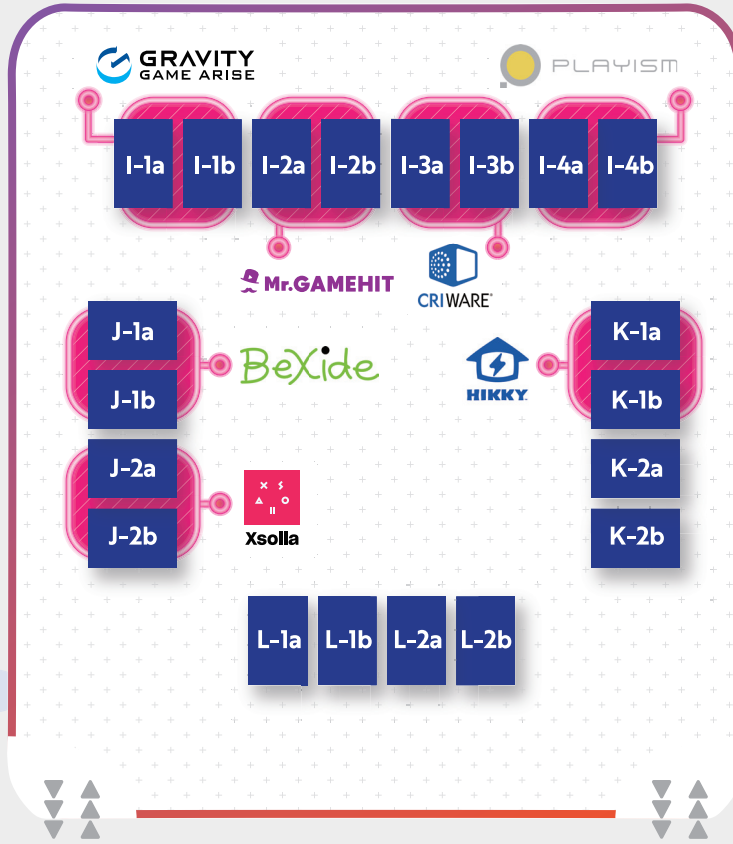 GRAVITY
GAME ARISE
PLAYISM
I-1a
I-1b
I-2a
I-2b
I-3a
I-3b
I-4a
I-4b
Mr.GAMEHIT
CRIWARE®
J-1a
J-1b
BeXide
HIKKY
K-1a
K-1b
J-2a
J-2b
XS
Xsolla
K-2a
K-2b
L-1a
L-1b
L-2a
L-2b